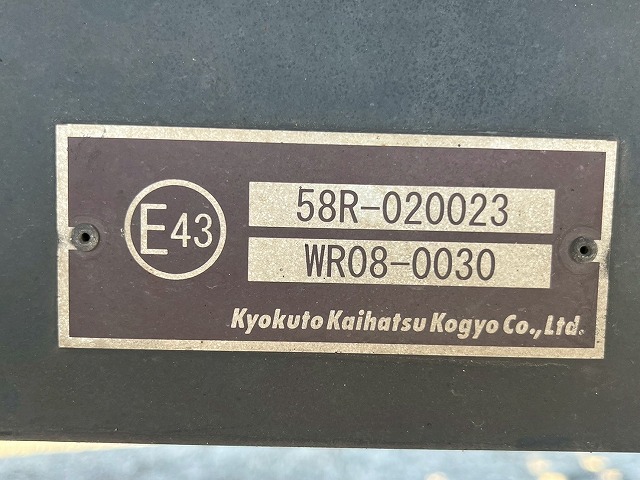 E43
58R-020023
WR08-0030
Kyokuto Kaihatsu Kogyo Co., Ltd.